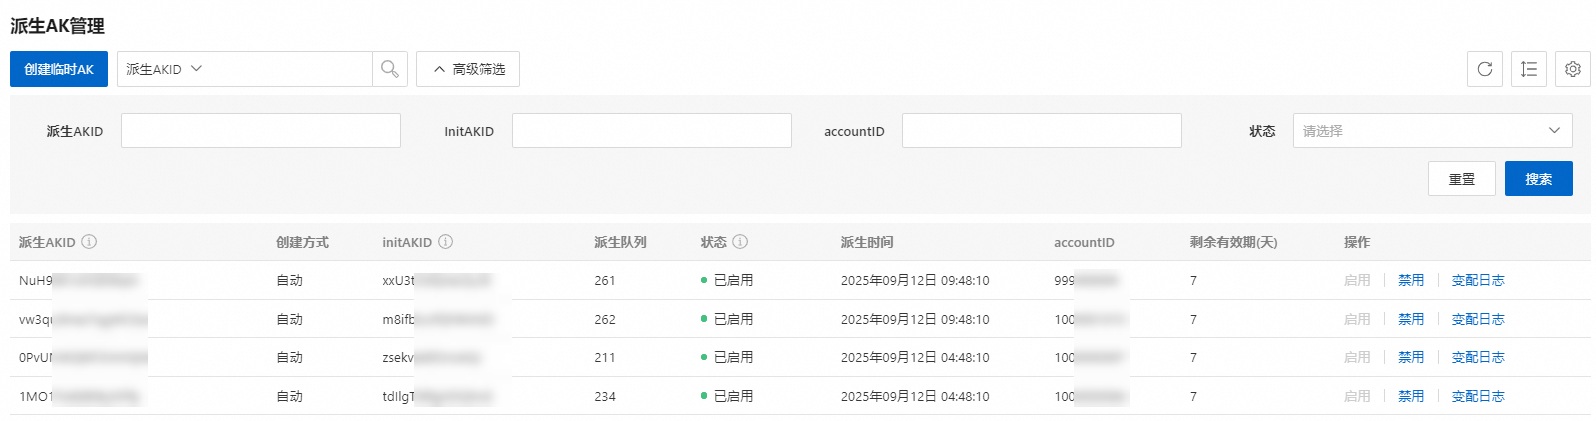 派生AK管理
创建临时AK 派生AKID 高级筛选
派生AKID InitAKID accountID 状态 请选择
重置 搜索
派生AKID 创建方式 initAKID 派生队列 状态 派生时间 accountID 剩余有效期(天) 操作
NuH9 自动 xxU3t 261 已启用 2025年09月12日 09:48:10 999 7 启用 禁用 变配日志
vw3q 自动 m8ifb 262 已启用 2025年09月12日 09:48:10 100 7 启用 禁用 变配日志
0PvU 自动 zsekv 211 已启用 2025年09月12日 04:48:10 100 7 启用 禁用 变配日志
1MO1 自动 tdlIgT 234 已启用 2025年09月12日 04:48:10 100 7 启用 禁用 变配日志